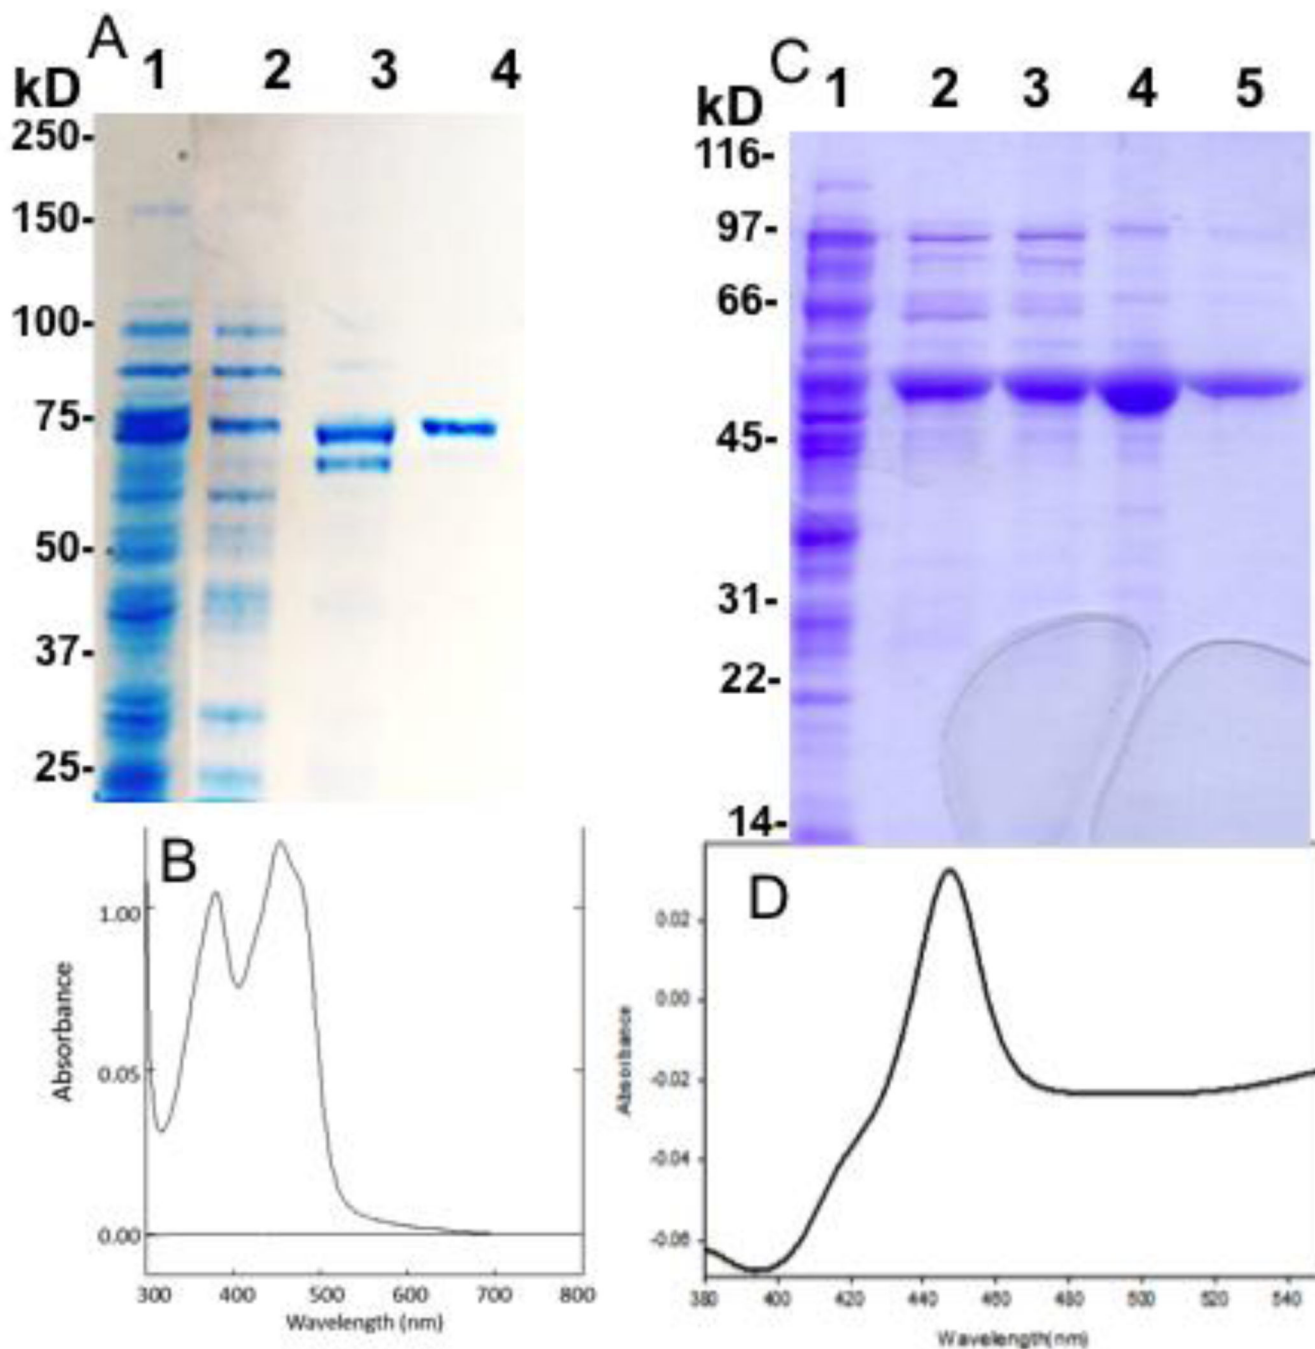 A
1 2 3 4
kD
250-
150-
100-
75-
50-
37-
25-
C
1 2 3 4 5
kD
116-
97-
66-
45-
31-
22-
14-
B
1.00
0.05
0.00
Absorbance
300 400 500 600 700 800
Wavelength (nm)
D
0.02
0.00
-0.02
-0.04
-0.06
Absorbance
380 400 420 440 460 480 500 520 540
Wavelength(nm)